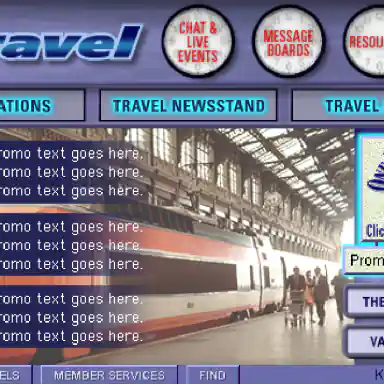 ravel
CHAT &
LIVE
EVENTS
MESSAGE
BOARDS
RESOU
ATIONS
TRAVEL NEWSSTAND
TRAVEL
romo text goes here.
romo text goes here.
romo text goes here.
romo text goes here.
romo text goes here.
romo text goes here.
romo text goes here.
romo text goes here.
romo text goes here.
Clic
Prom
THE
VA
ELS
MEMBER SERVICES
FIND
K